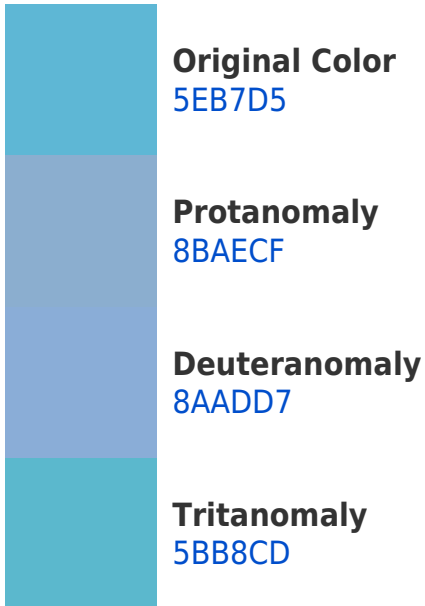 Original Color
5EB7D5
Protanomaly
8BAECF
Deuteranomaly
8AADD7
Tritanomaly
5BB8CD